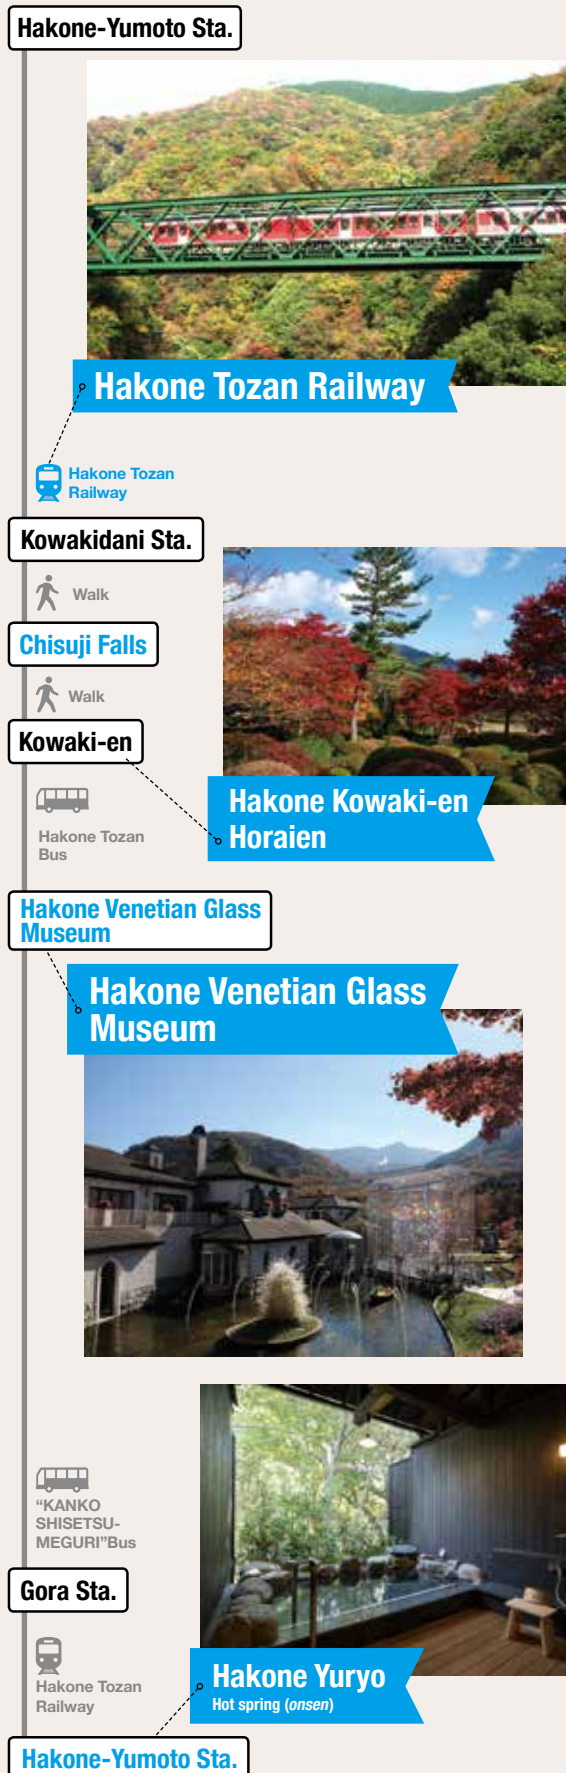 Hakone-Yumoto Sta.
Hakone Tozan Railway
Hakone Tozan
Railway
Kowakidani Sta.
Walk
Chisuji Falls
Walk
Kowaki-en
Hakone Kowaki-en
Horaien
Hakone Tozan
Bus
Hakone Venetian Glass
Museum
Hakone Venetian Glass
Museum
“KANKO
SHISETSU-
MEGURI”Bus
Gora Sta.
Hakone Tozan
Railway
Hakone Yuryo
Hot spring (onsen)
Hakone-Yumoto Sta.